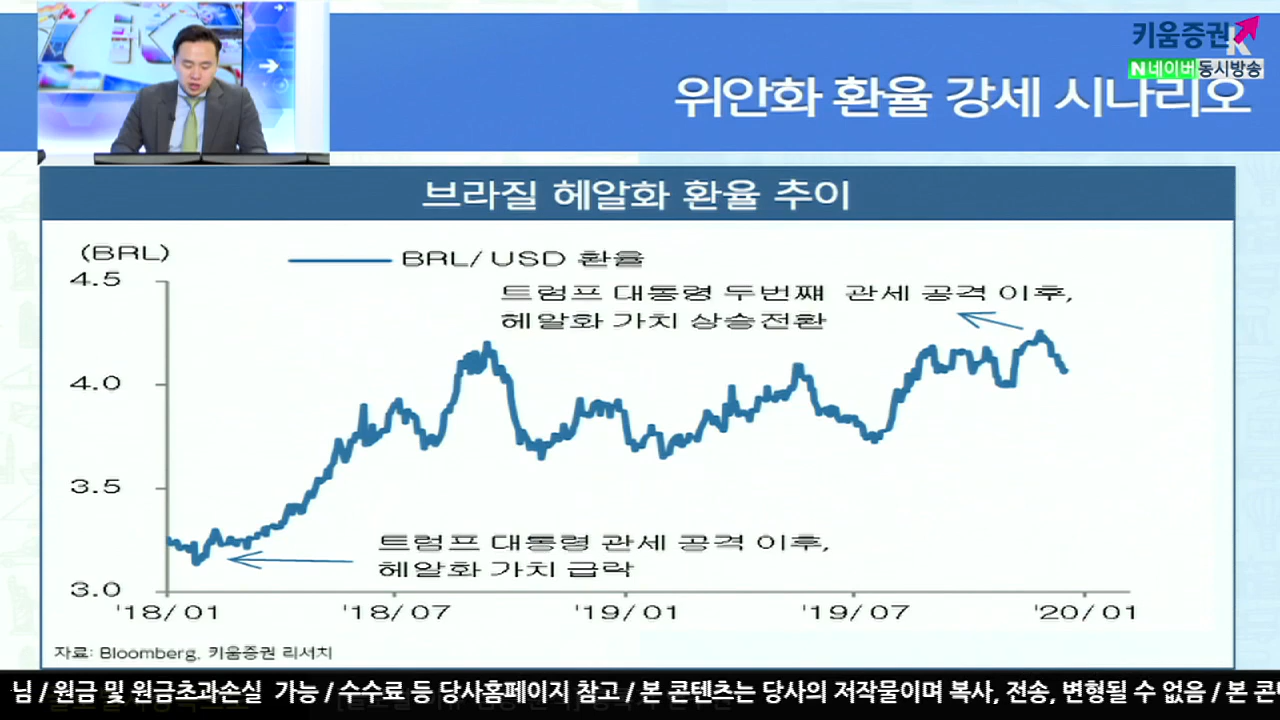 키움증권
N네이버 동시방송
위안화 환율 강세 시나리오
브라질 헤알화 환율 추이
(BRL)
BRL/USD 환율
4.5
트럼프 대통령 두번째 관세 공격 이후,
헤알화 가치 상승전환
4.0
3.5
트럼프 대통령 관세 공격 이후,
헤알화 가치 급락
3.0
'18/01 '18/07 '19/01 '19/07 '20/01
자료: Bloomberg, 키움증권 리서치
님 / 원금 및 원금초과손실 가능 / 수수료 등 당사홈페이지 참고 / 본 콘텐츠는 당사의 저작물이며 복사, 전송, 변형될 수 없음 / 본 콘